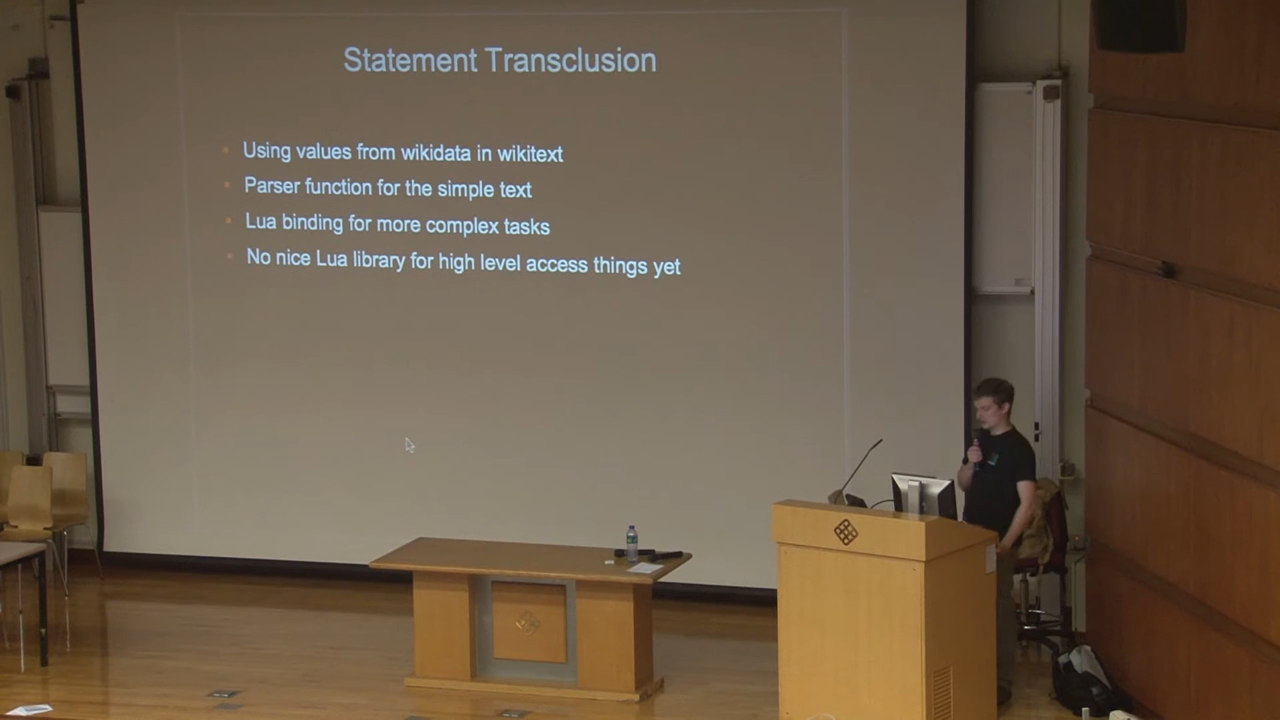 Statement Transclusion
Using values from wikidata in wikitext
Parser function for the simple text
Lua binding for more complex tasks
No nice Lua library for high level access things yet